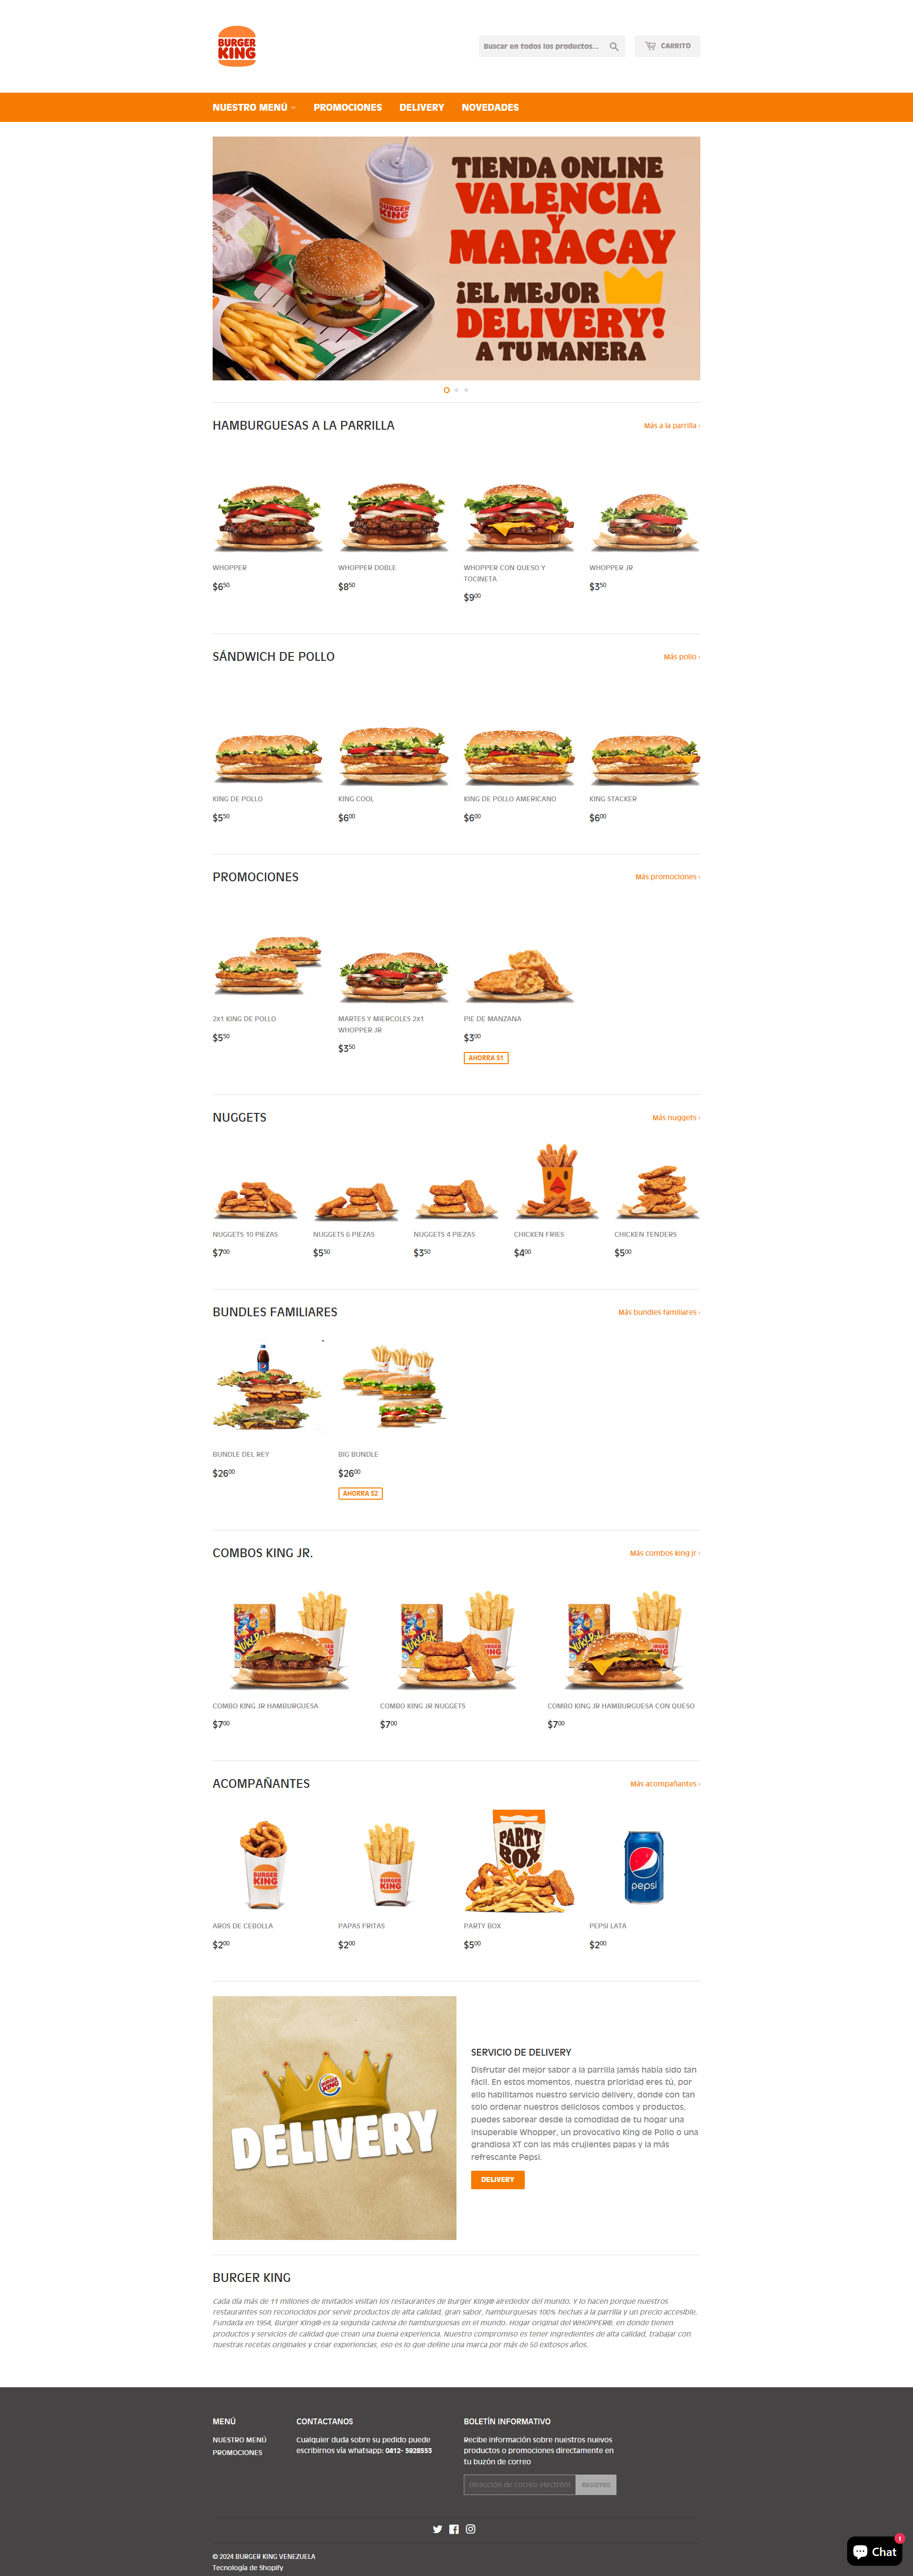 BURGER KING
Buscar en todos los productos...
CARRITO
NUESTRO MENÚ
PROMOCIONES
DELIVERY
NOVEDADES
TIENDA ONLINE
VALENCIA
Y
MARACAY
¡EL MEJOR
DELIVERY!
A TU MANERA
HAMBURGUESAS A LA PARRILLA
Más a la parrilla ›
WHOPPER
$6.50
WHOPPER DOBLE
$8.50
WHOPPER CON QUESO Y
TOCINETA
$9.00
WHOPPER JR
$3.50
SÁNDWICH DE POLLO
Más pollo ›
KING DE POLLO
$5.50
KING COOL
$6.00
KING DE POLLO AMERICANO
$6.00
KING STACKER
$6.00
PROMOCIONES
Más promociones ›
2x1 KING DE POLLO
$5.50
MARTES Y MIERCOLES 2x1
WHOPPER JR
$3.50
PIE DE MANZANA
$3.00
AHORRA $1
NUGGETS
Más nuggets ›
NUGGETS 10 PIEZAS
$7.00
NUGGETS 6 PIEZAS
$5.50
NUGGETS 4 PIEZAS
$3.50
CHICKEN FRIES
$4.00
CHICKEN TENDERS
$5.00
BUNDLES FAMILIARES
Más bundles familiares ›
BUNDLE DEL REY
$26.00
BIG BUNDLE
$26.00
AHORRA $2
COMBOS KING JR.
Más combos king jr ›
COMBO KING JR HAMBURGUESA
$7.00
COMBO KING JR NUGGETS
$7.00
COMBO KING JR HAMBURGUESA CON QUESO
$7.00
ACOMPAÑANTES
Más acompañantes ›
BURGER KING
AROS DE CEBOLLA
$2.00
BURGER KING
PAPAS FRITAS
$2.00
PARTY BOX
PARTY BOX
$5.00
pepsi
PEPSI LATA
$2.00
BURGER KING
DELIVERY
SERVICIO DE DELIVERY
Disfrutar del mejor sabor a la parrilla jamás había sido tan
fácil. En estos momentos, nuestra prioridad eres tú, por
ello habilitamos nuestro servicio delivery, donde con tan
solo ordenar nuestros deliciosos combos y productos,
puedes saborear desde la comodidad de tu hogar una
insuperable Whopper, un provocativo King de Pollo o una
grandiosa XT con las más crujientes papas y la más
refrescante Pepsi.
DELIVERY
BURGER KING
Cada día más de 11 millones de invitados visitan los restaurantes de Burger King® alrededor del mundo. Y lo hacen porque nuestros
restaurantes son reconocidos por servir productos de alta calidad, gran sabor, hamburguesas 100% hechas a la parrilla y un precio accesible.
Fundada en 1954, Burger King® es la segunda cadena de hamburguesas en el mundo. Hogar original del WHOPPER®, en donde tienen
productos y servicios de calidad que crean una buena experiencia. Nuestro compromiso es tener ingredientes de alta calidad, trabajar con
nuestras recetas originales y crear experiencias, eso es lo que define una marca por más de 50 exitosos años.
MENÚ
NUESTRO MENÚ
PROMOCIONES
CONTACTANOS
Cualquier duda sobre su pedido puede
escribirnos vía whatsapp: 0412- 5928553
BOLETÍN INFORMATIVO
Recibe información sobre nuestros nuevos
productos o promociones directamente en
tu buzón de correo
Dirección de correo electróni
REGISTRO
© 2024 BURGER KING VENEZUELA
Tecnología de Shopify
Chat
1